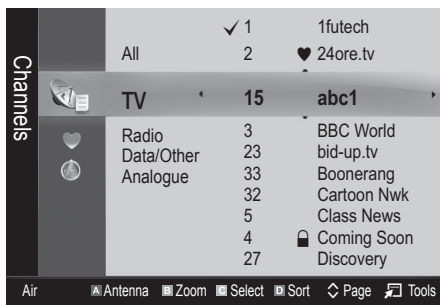 Channels
1 1futech
All 2 24ore.tv
TV 15 abc1
Radio 3 BBC World
Data/Other 23 bid-up.tv
Analogue 33 Boonerang
32 Cartoon Nwk
5 Class News
4 Coming Soon
27 Discovery
Air A Antenna B Zoom C Select D Sort Page Tools